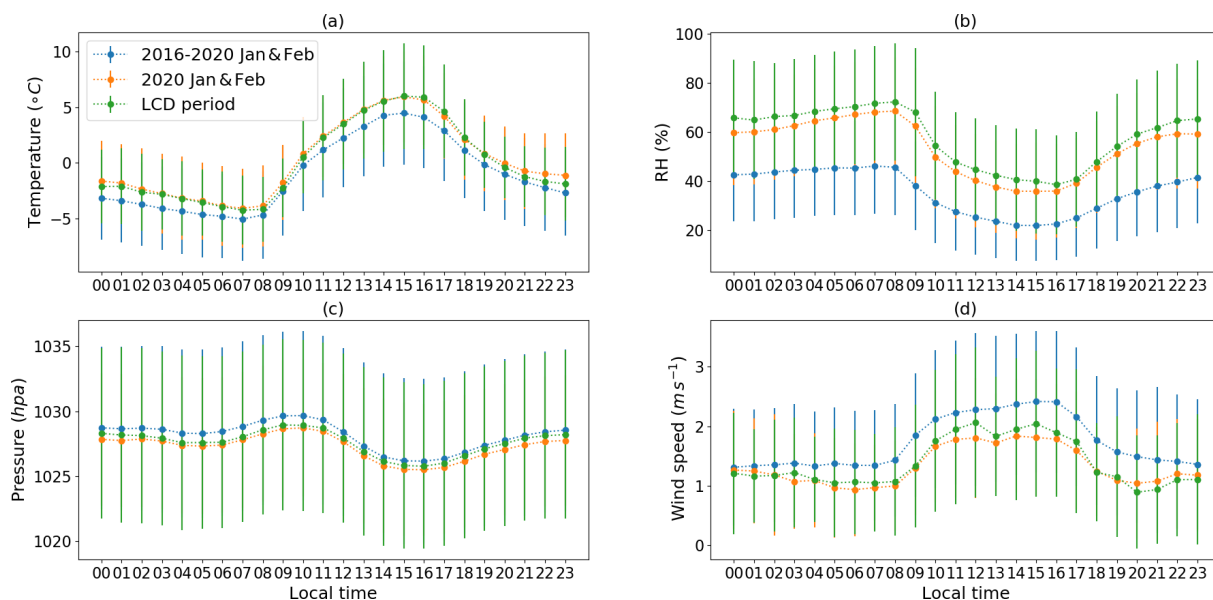 (a)
Temperature (∘C)
10
5
0
−5
2016-2020 Jan&Feb
2020 Jan&Feb
LCD period
00 01 02 03 04 05 06 07 08 09 10 11 12 13 14 15 16 17 18 19 20 21 22 23
(b)
RH (%)
100
80
60
40
20
00 01 02 03 04 05 06 07 08 09 10 11 12 13 14 15 16 17 18 19 20 21 22 23
(c)
Pressure (hpa)
1035
1030
1025
1020
00 01 02 03 04 05 06 07 08 09 10 11 12 13 14 15 16 17 18 19 20 21 22 23
Local time
(d)
Wind speed (m s⁻¹)
3
2
1
0
00 01 02 03 04 05 06 07 08 09 10 11 12 13 14 15 16 17 18 19 20 21 22 23
Local time